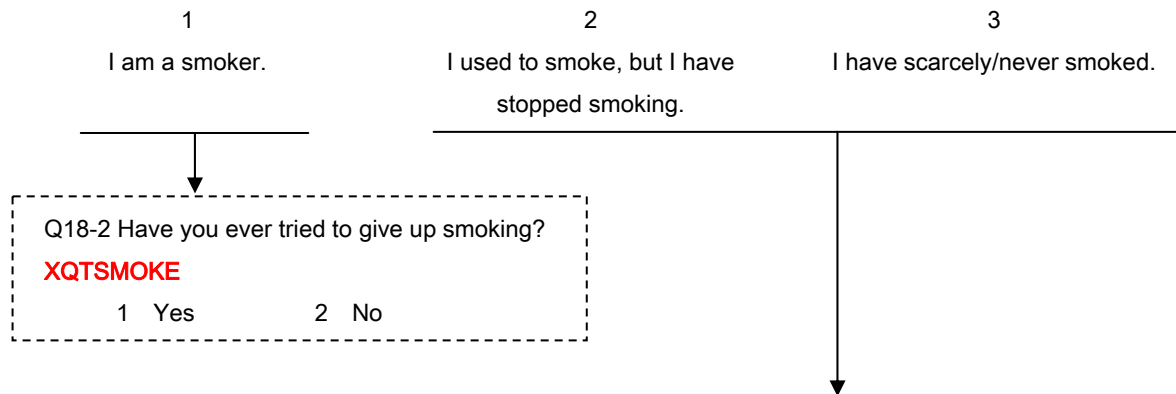 1 2 3
I am a smoker. I used to smoke, but I have I have scarcely/never smoked.
stopped smoking.
Q18-2 Have you ever tried to give up smoking?
XQTSMOKE
1 Yes 2 No